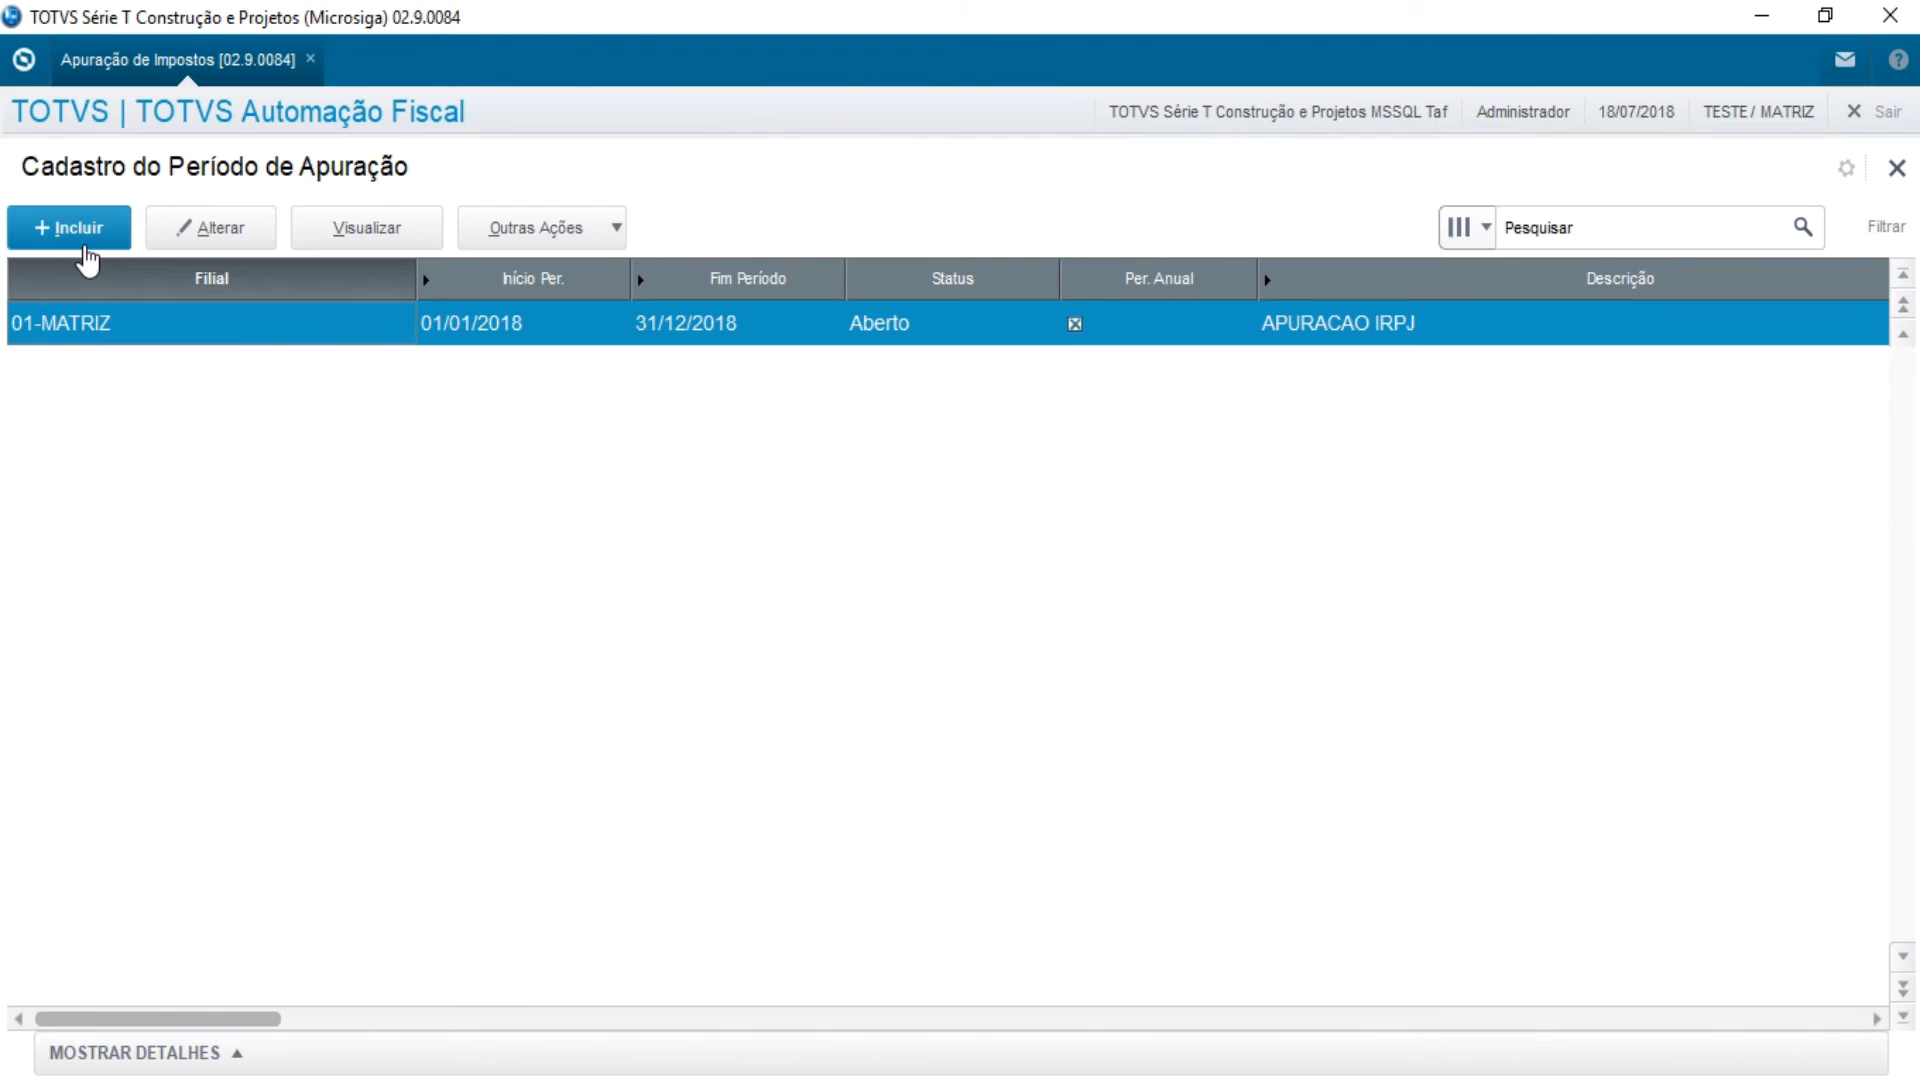 TOTVS Série T Construção e Projetos (Microsiga) 02.9.0084
Apuração de Impostos [02.9.0084] ×
TOTVS | TOTVS Automação Fiscal
TOTVS Série T Construção e Projetos MSSQL Taf
Administrador
18/07/2018
TESTE / MATRIZ
Sair
Cadastro do Período de Apuração
+ Incluir
Alterar
Visualizar
Outras Ações
Pesquisar
Filtrar
Filial
Início Per.
Fim Período
Status
Per. Anual
Descrição
01-MATRIZ
01/01/2018
31/12/2018
Aberto
APURACAO IRPJ
MOSTRAR DETALHES